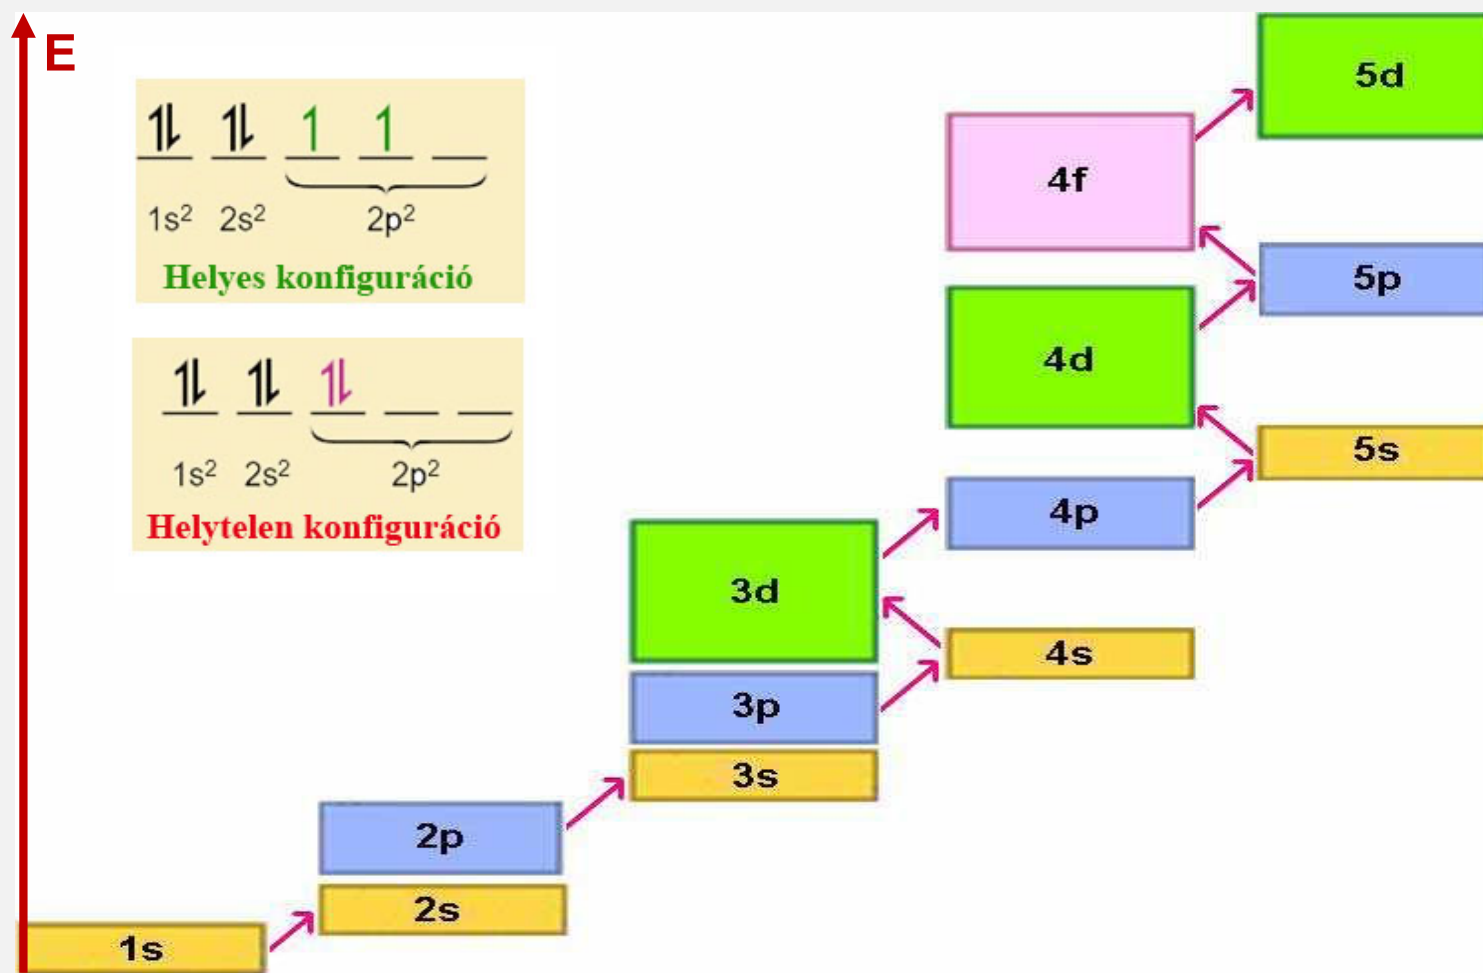 E
1s² 2s² 2p²
Helyes konfiguráció
1s² 2s² 2p²
Helytelen konfiguráció
5d
4f
5p
4d
5s
4p
3d
4s
3p
3s
2p
2s
1s